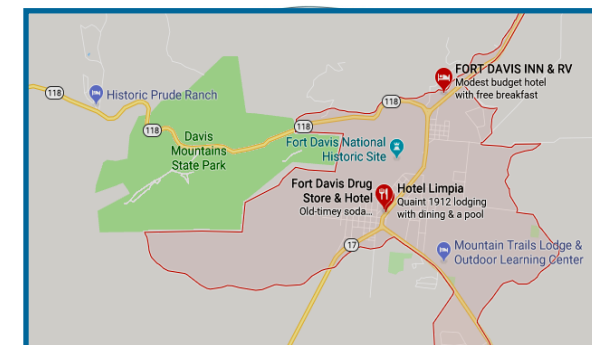 FORT DAVIS INN & RV
Modest budget hotel
with free breakfast
118
Historic Prude Ranch
118
118
118
Davis
Mountains
State Park
Fort Davis National
Historic Site
Fort Davis Drug
Store & Hotel
Old-timey soda...
Hotel Limpia
Quaint 1912 lodging
with dining & a pool
17
Mountain Trails Lodge &
Outdoor Learning Center